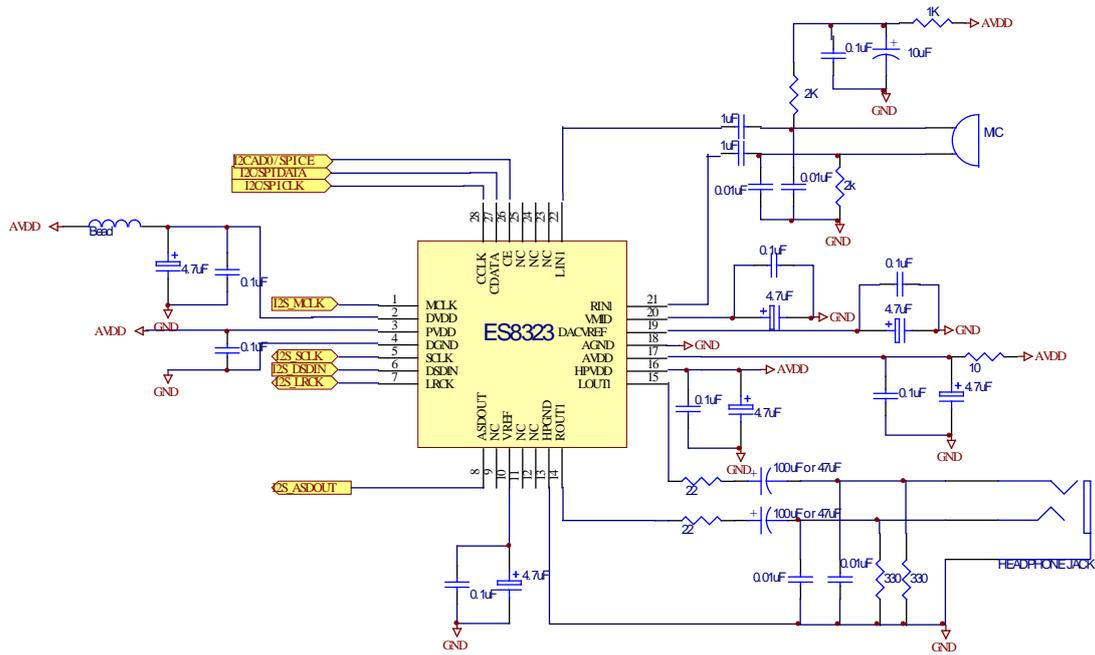 1K
AVDD
0.1uF
10uF
2K
GND
1uF
MIC
1uF
I2CAD0/SPICE
I2C/SPIDATA
I2C/SPICLK
0.01uF
0.01uF
2k
28
27
26
25
24
23
22
AVDD
Bead
GND
CCLK
CDATA
CE
NC
NC
NC
LIN1
4.7uF
0.1uF
0.1uF
0.1uF
I2S_MCLK
1
MCLK
RIN1
21
4.7uF
GND
2
DVDD
VMID
20
GND
4.7uF
AVDD
3
PVDD
ES8323
DACVREF
19
GND
4
DGND
AGND
18
GND
0.1uF
I2S_SCLK
5
SCLK
AVDD
17
AVDD
I2S_DSDIN
6
DSDIN
HPVDD
16
AVDD
10
GND
I2S_LRCK
7
LRCK
LOUT1
15
0.1uF
4.7uF
0.1uF
4.7uF
ASDOUT
NC
VREF
NC
NC
HPGND
ROUT1
GND
GND
8
9
10
11
12
13
14
100uF or 47uF
I2S_ASDOUT
22
100uF or 47uF
22
0.1uF
4.7uF
0.01uF
0.01uF
330
330
HEADPHONE JACK
GND
GND